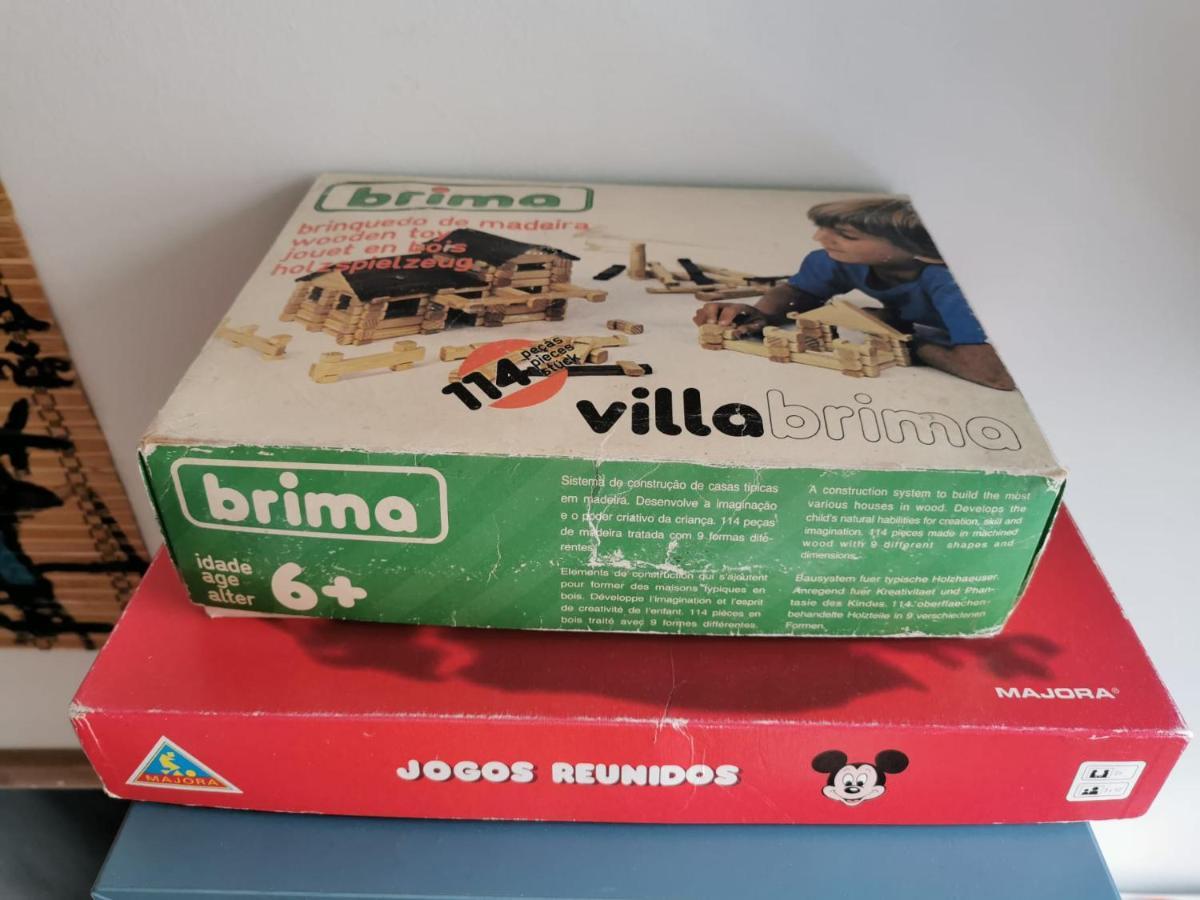 brima
brinquedo de madeira
wooden toy
jouet en bois
holzspielzeug
114
peças
pieces
stück
villabrima
brima
idade
age
alter
6+
Sistema de construção de casas típicas
em madeira. Desenvolve a imaginação
e o poder criativo da criança. 114 peças
de madeira tratada com 9 formas dife-
rentes.
Elements de construction qui s'ajoutent
pour former des maisons typiques en
bois. Développe l'imagination et l'esprit
de creativité de l'enfant. 114 pièces en
bois traité avec 9 formes différentes.
A construction system to build the most
various houses in wood. Develops the
child's natural habilities for creation, skill and
imagination. 114 pieces made in machined
wood with 9 different shapes and
dimensions.
Bausystem fuer typische Holzhaeuser.
Anregend fuer Kreativitaet und Phan-
tasie des Kindes. 114 oberflaechen-
behandelte Holzteile in 9 verschiedenen
Formen.
MAJORA®
MAJORA
JOGOS REUNIDOS